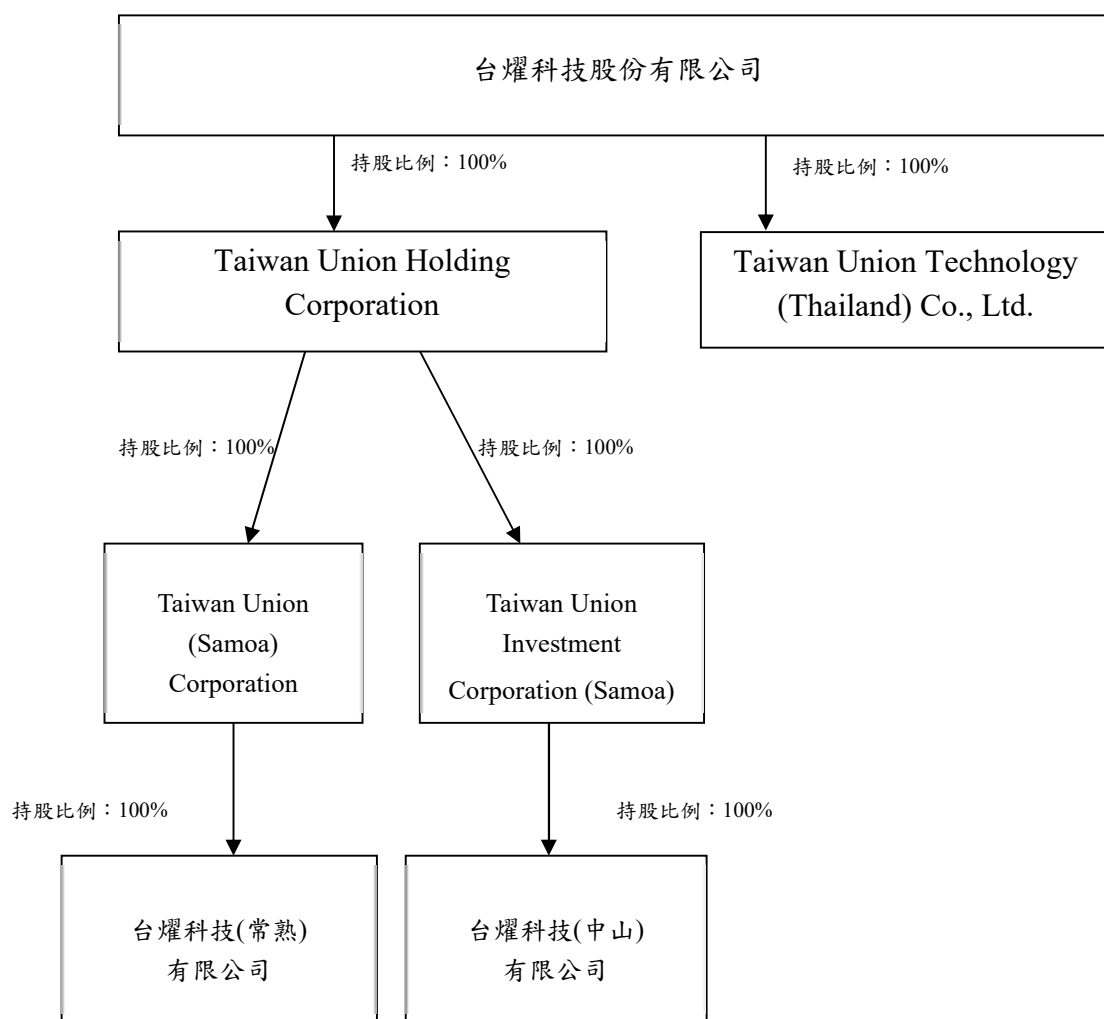 台燿科技股份有限公司
持股比例：100%
持股比例：100%
Taiwan Union Holding
Corporation
Taiwan Union Technology
(Thailand) Co., Ltd.
持股比例：100%
持股比例：100%
Taiwan Union
(Samoa)
Corporation
Taiwan Union
Investment
Corporation (Samoa)
持股比例：100%
持股比例：100%
台燿科技(常熟)
有限公司
台燿科技(中山)
有限公司